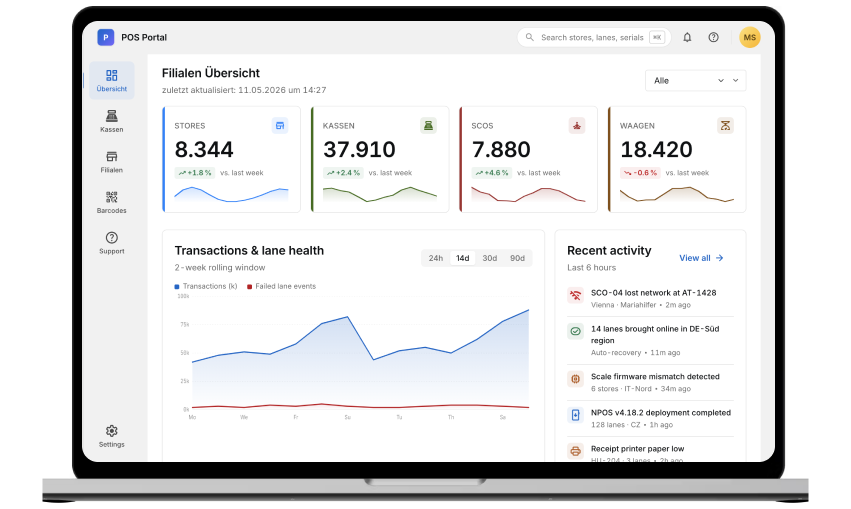 P POS Portal
Search stores, lanes, serials ⌘K
MS
Übersicht
Kassen
Filialen
Barcodes
Support
Settings
Filialen Übersicht
zuletzt aktualisiert: 11.05.2026 um 14:27
Alle
STORES
8.344
+1.8 % vs. last week
KASSEN
37.910
+2.4 % vs. last week
SCOS
7.880
+4.6 % vs. last week
WAAGEN
18.420
-0.6 % vs. last week
Transactions & lane health
2-week rolling window
24h 14d 30d 90d
Transactions (k) Failed lane events
75k
50k
25k
0k
Mo We Fr Su Tu Th Sa
Recent activity
Last 6 hours
View all
SCO-04 lost network at AT-1428
Vienna · Mariahilfer • 2m ago
14 lanes brought online in DE-Süd
region
Auto-recovery • 11m ago
Scale firmware mismatch detected
6 stores · IT-Nord • 34m ago
NPOS v4.18.2 deployment completed
128 lanes · CZ • 1h ago
Receipt printer paper low
HU-204 · 3 lanes • 2h ago